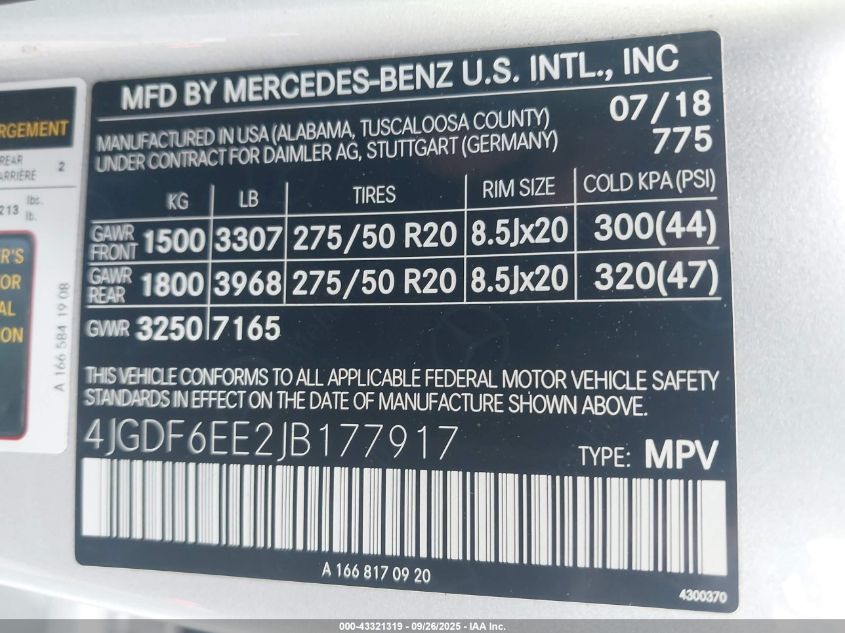 RGEMENT
REAR
ARRIÈRE 2
213 lbs.
lb.
R'S
TOR
AL
ION
A 166 584 19 08
MFD BY MERCEDES-BENZ U.S. INTL., INC
MANUFACTURED IN USA (ALABAMA, TUSCALOOSA COUNTY) 07/18
UNDER CONTRACT FOR DAIMLER AG, STUTTGART (GERMANY) 775
KG LB TIRES RIM SIZE COLD KPA (PSI)
GAWR FRONT 1500 3307 275/50 R20 8.5Jx20 300(44)
GAWR REAR 1800 3968 275/50 R20 8.5Jx20 320(47)
GVWR 3250 7165
THIS VEHICLE CONFORMS TO ALL APPLICABLE FEDERAL MOTOR VEHICLE SAFETY
STANDARDS IN EFFECT ON THE DATE OF MANUFACTURE SHOWN ABOVE.
4JGDF6EE2JB177917 TYPE: MPV
A 166 817 09 20
4300370
000-43321319 - 09/26/2025 - IAA Inc.